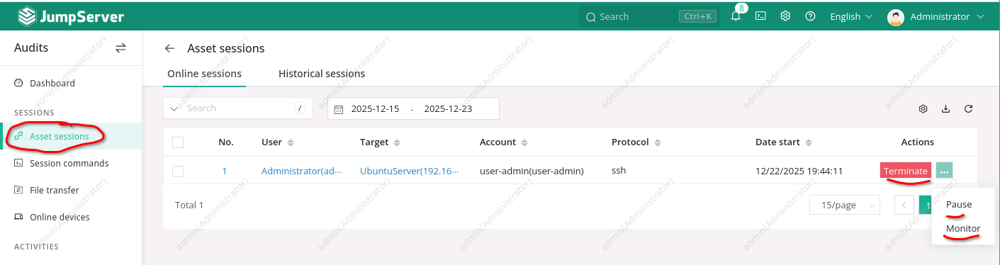 JumpServer
Search Ctrl+K 8 English Administrator
Audits
Asset sessions
Online sessions Historical sessions
Dashboard
SESSIONS
Asset sessions
Session commands
File transfer
Online devices
ACTIVITIES
Search / 2025-12-15 - 2025-12-23
No. User Target Account Protocol Date start Actions
1 Administrator(ad... UbuntuServer(192.16... user-admin(user-admin) ssh 12/22/2025 19:44:11 Terminate ...
Total 1 15/page 1
Pause
Monitor
admin(Administrator)